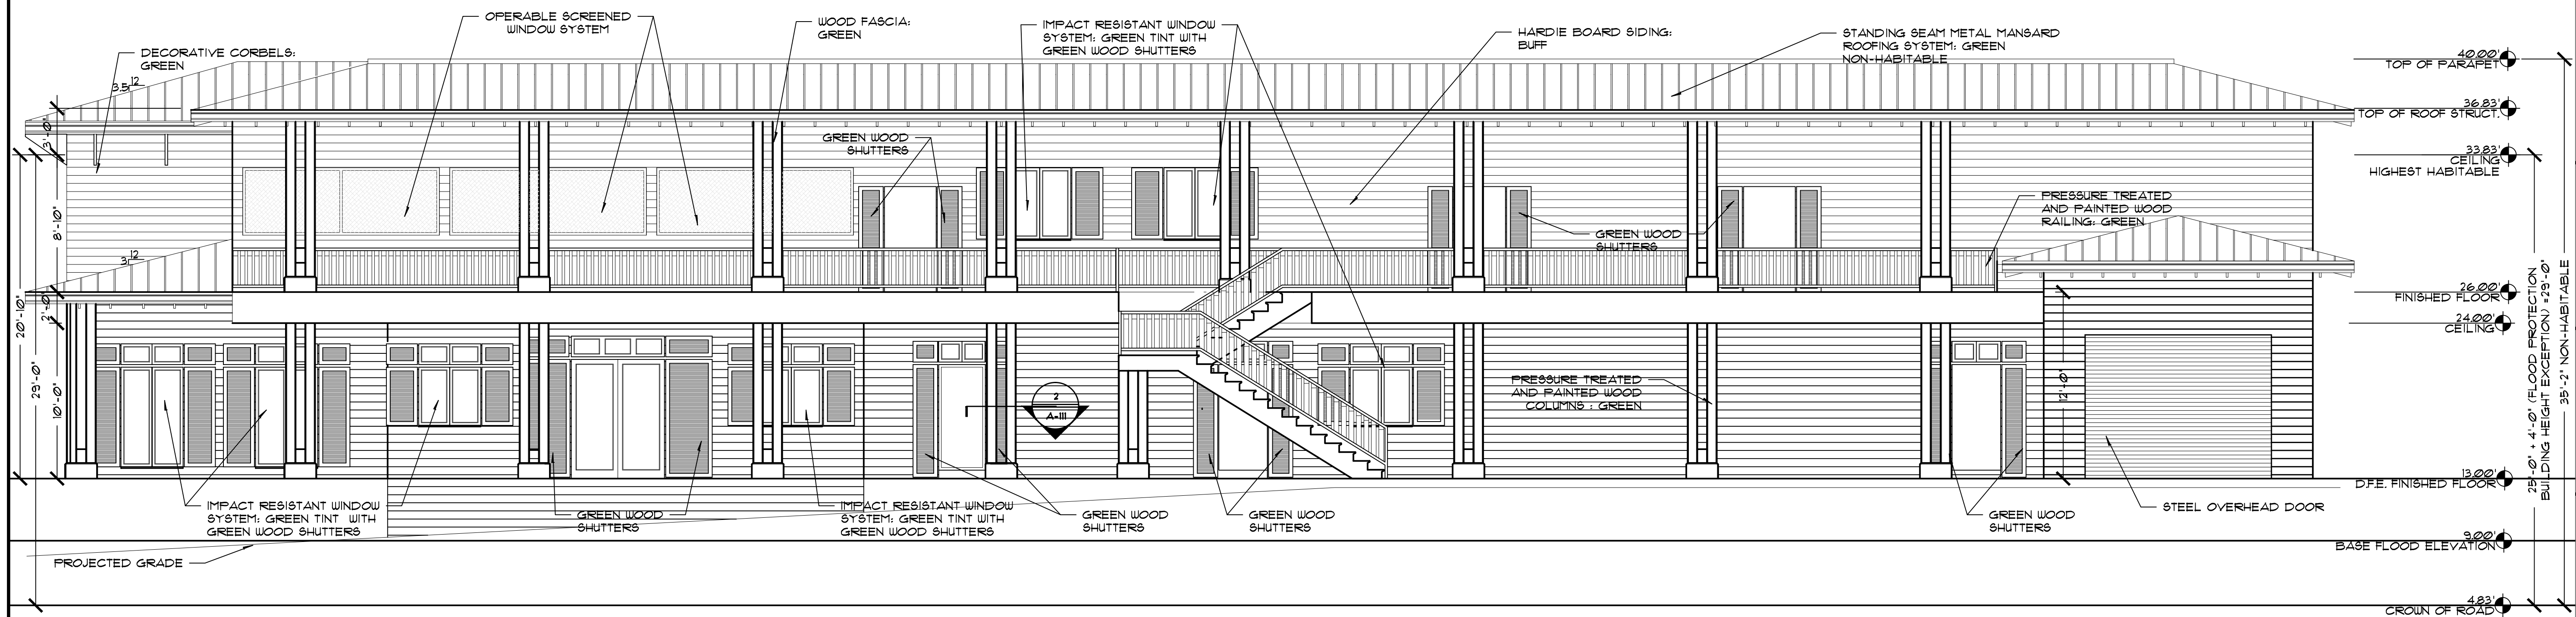 OPERABLE SCREENED
WINDOW SYSTEM
WOOD FASCIA:
GREEN
IMPACT RESISTANT WINDOW
SYSTEM: GREEN TINT WITH
GREEN WOOD SHUTTERS
HARDIE BOARD SIDING:
BUFF
STANDING SEAM METAL MANSARD
ROOFING SYSTEM: GREEN
NON-HABITABLE
DECORATIVE CORBELS:
GREEN
12
3.5
40.00'
TOP OF PARAPET
36.83'
TOP OF ROOF STRUCT.
33.83'
CEILING
HIGHEST HABITABLE
3'-0"
GREEN WOOD
SHUTTERS
PRESSURE TREATED
AND PAINTED WOOD
RAILING: GREEN
GREEN WOOD
SHUTTERS
8'-10"
12
3
26.00'
FINISHED FLOOR
24.00'
CEILING
2'-0"
20'-10"
29'-0"
10'-0"
PRESSURE TREATED
AND PAINTED WOOD
COLUMNS : GREEN
2
A-111
12'-0"
25'-0" + 4'-0" (FLOOD PROTECTION
BUILDING HEIGHT EXCEPTION) =29'-0"
35'-2" NON-HABITABLE
13.00'
D.F.E. FINISHED FLOOR
IMPACT RESISTANT WINDOW
SYSTEM: GREEN TINT WITH
GREEN WOOD SHUTTERS
GREEN WOOD
SHUTTERS
IMPACT RESISTANT WINDOW
SYSTEM: GREEN TINT WITH
GREEN WOOD SHUTTERS
GREEN WOOD
SHUTTERS
GREEN WOOD
SHUTTERS
GREEN WOOD
SHUTTERS
STEEL OVERHEAD DOOR
9.00'
BASE FLOOD ELEVATION
PROJECTED GRADE
4.83'
CROWN OF ROAD